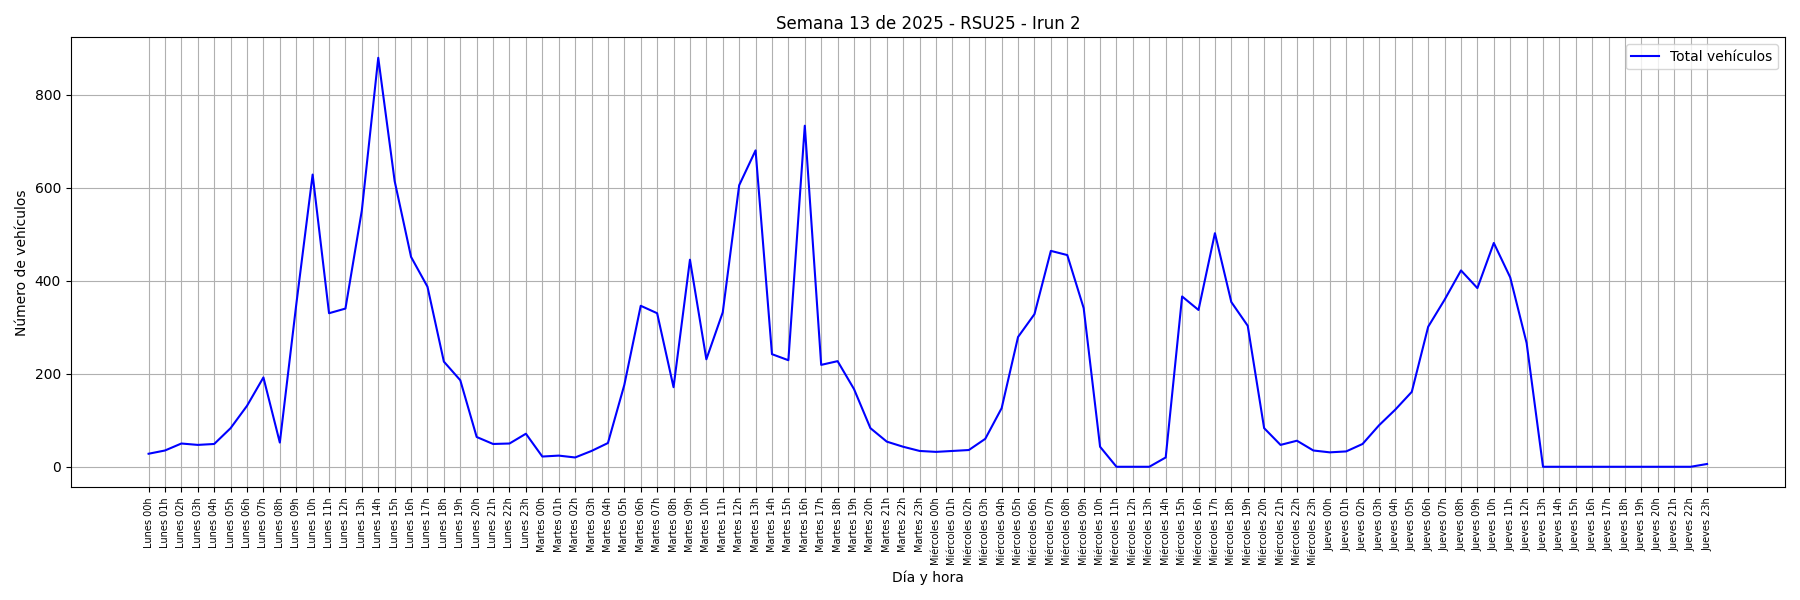 Semana 13 de 2025 - RSU25 - Irun 2
Total vehículos
Número de vehículos
800
600
400
200
0
Lunes 00h
Lunes 01h
Lunes 02h
Lunes 03h
Lunes 04h
Lunes 05h
Lunes 06h
Lunes 07h
Lunes 08h
Lunes 09h
Lunes 10h
Lunes 11h
Lunes 12h
Lunes 13h
Lunes 14h
Lunes 15h
Lunes 16h
Lunes 17h
Lunes 18h
Lunes 19h
Lunes 20h
Lunes 21h
Lunes 22h
Lunes 23h
Martes 00h
Martes 01h
Martes 02h
Martes 03h
Martes 04h
Martes 05h
Martes 06h
Martes 07h
Martes 08h
Martes 09h
Martes 10h
Martes 11h
Martes 12h
Martes 13h
Martes 14h
Martes 15h
Martes 16h
Martes 17h
Martes 18h
Martes 19h
Martes 20h
Martes 21h
Martes 22h
Martes 23h
Miércoles 00h
Miércoles 01h
Miércoles 02h
Miércoles 03h
Miércoles 04h
Miércoles 05h
Miércoles 06h
Miércoles 07h
Miércoles 08h
Miércoles 09h
Miércoles 10h
Miércoles 11h
Miércoles 12h
Miércoles 13h
Miércoles 14h
Miércoles 15h
Miércoles 16h
Miércoles 17h
Miércoles 18h
Miércoles 19h
Miércoles 20h
Miércoles 21h
Miércoles 22h
Miércoles 23h
Jueves 00h
Jueves 01h
Jueves 02h
Jueves 03h
Jueves 04h
Jueves 05h
Jueves 06h
Jueves 07h
Jueves 08h
Jueves 09h
Jueves 10h
Jueves 11h
Jueves 12h
Jueves 13h
Jueves 14h
Jueves 15h
Jueves 16h
Jueves 17h
Jueves 18h
Jueves 19h
Jueves 20h
Jueves 21h
Jueves 22h
Jueves 23h
Día y hora